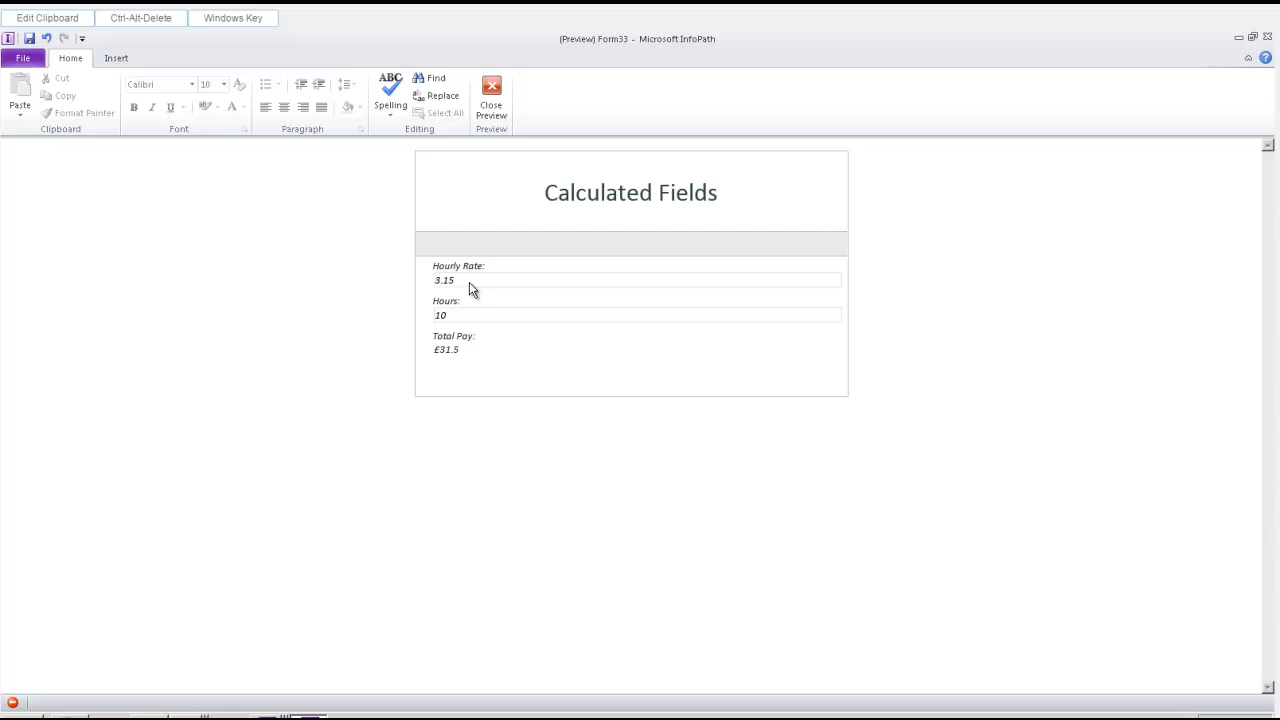 Edit Clipboard Ctrl-Alt-Delete Windows Key
(Preview) Form33 - Microsoft InfoPath
File Home Insert
Paste
Cut
Copy
Format Painter
Clipboard
Calibri 10
B I U A
Font
Paragraph
ABC
Spelling
Find
Replace
Select All
Editing
Close
Preview
Preview
Calculated Fields
Hourly Rate:
3.15
Hours:
10
Total Pay:
£31.5